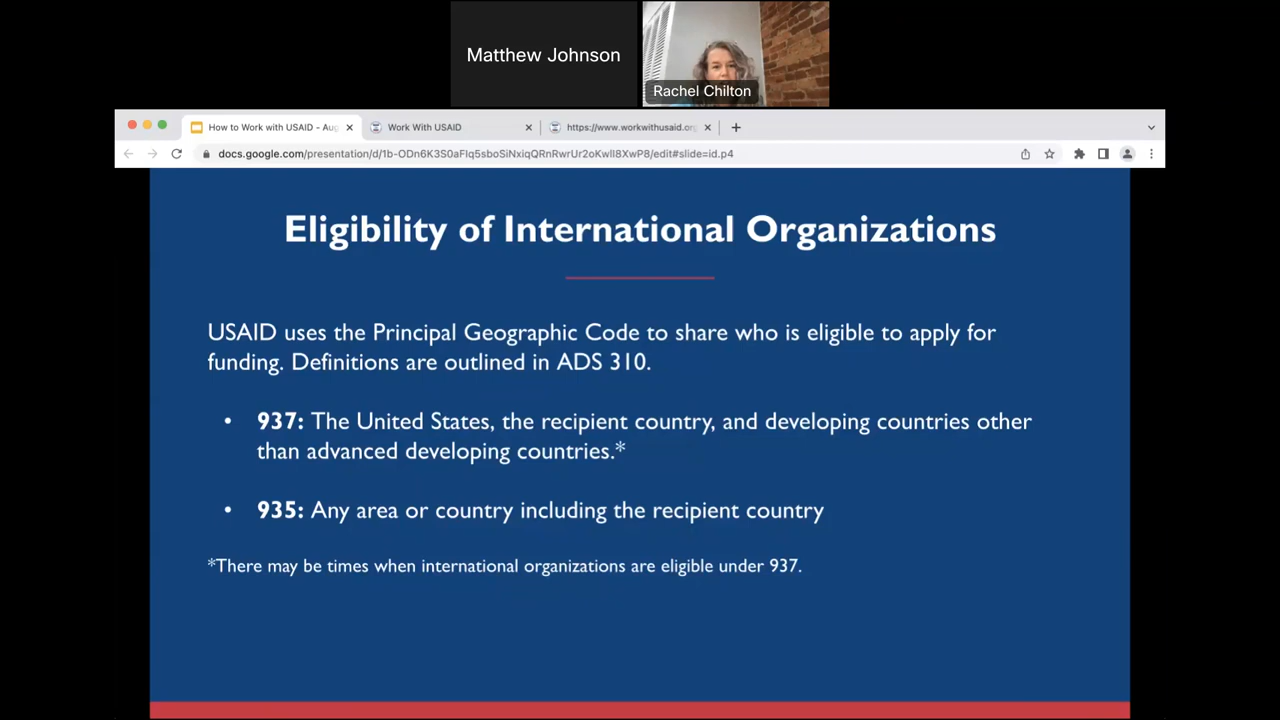 Matthew Johnson
Rachel Chilton
How to Work with USAID - Aug
Work With USAID
https://www.workwithusaid.org
docs.google.com/presentation/d/1b-ODn6K3S0aFIq5sboSiNxiqQRnRwrUr2oKwII8XwP8/edit#slide=id.p4
Eligibility of International Organizations
USAID uses the Principal Geographic Code to share who is eligible to apply for
funding. Definitions are outlined in ADS 310.
• 937: The United States, the recipient country, and developing countries other
than advanced developing countries.*
• 935: Any area or country including the recipient country
*There may be times when international organizations are eligible under 937.